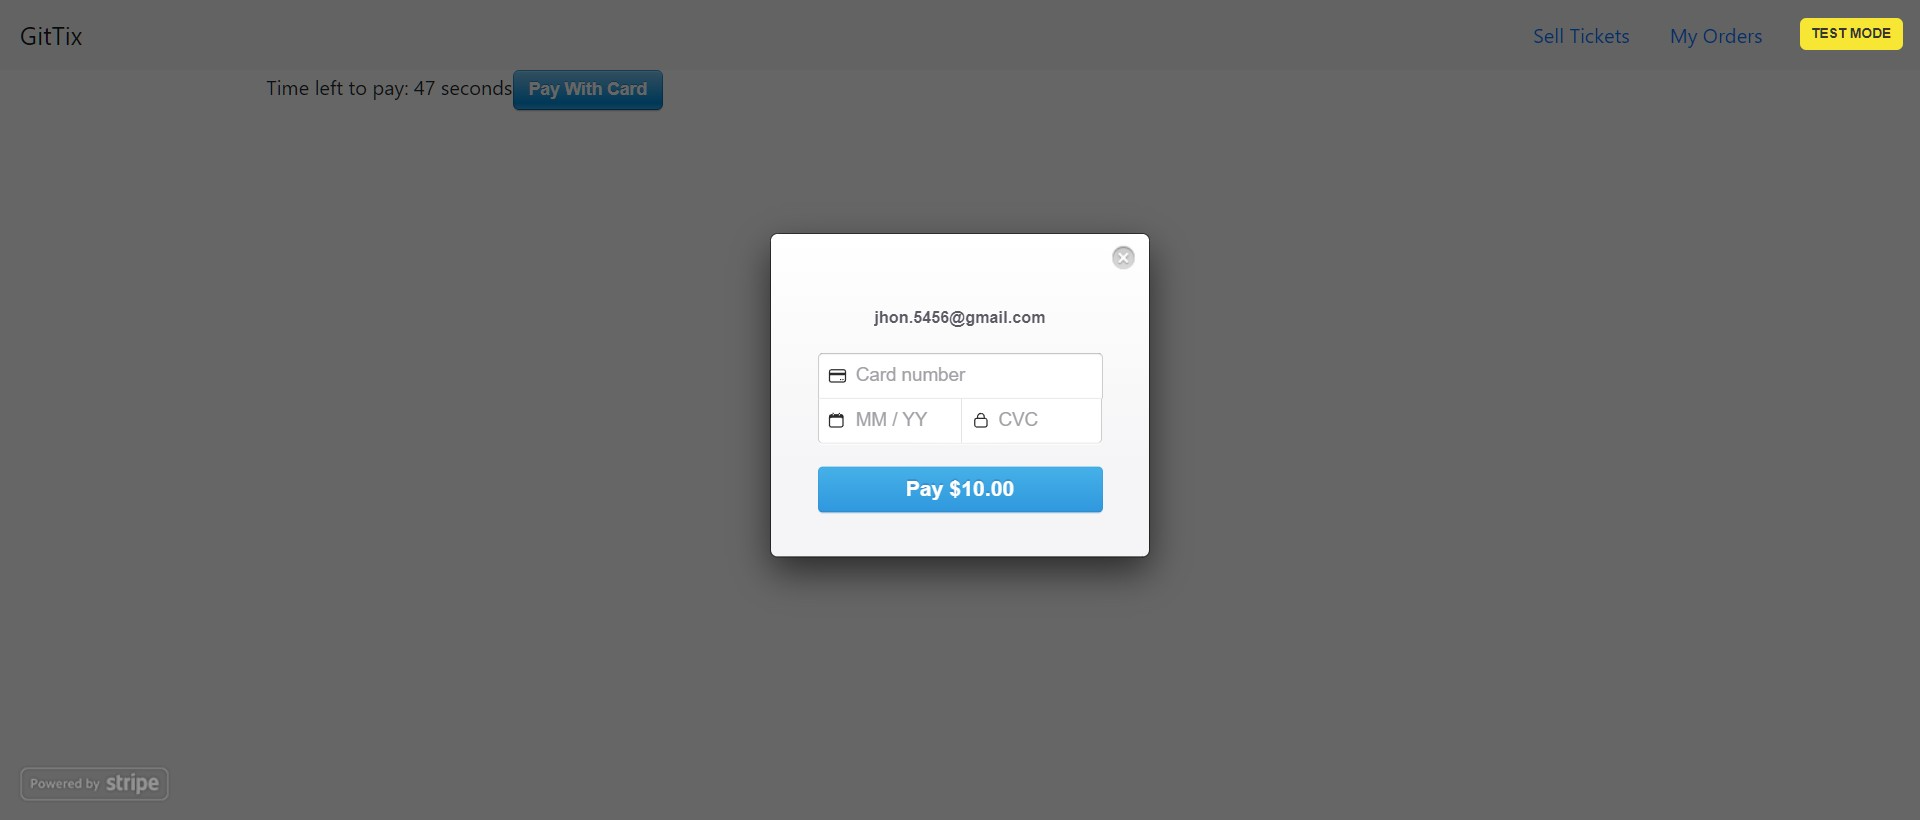 GitTix
Sell Tickets
My Orders
TEST MODE
Time left to pay: 47 seconds
Pay With Card
jhon.5456@gmail.com
Card number
MM / YY
CVC
Pay $10.00
Powered by stripe